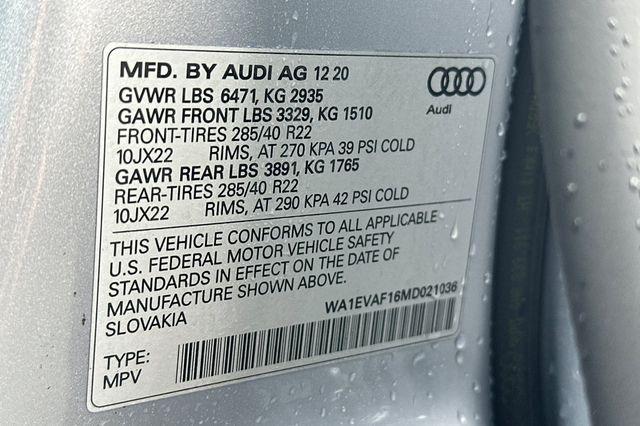 MFD. BY AUDI AG 12 20
GVWR LBS 6471, KG 2935
GAWR FRONT LBS 3329, KG 1510
FRONT-TIRES 285/40 R22
10JX22 RIMS, AT 270 KPA 39 PSI COLD
GAWR REAR LBS 3891, KG 1765
REAR-TIRES 285/40 R22
10JX22 RIMS, AT 290 KPA 42 PSI COLD
Audi
THIS VEHICLE CONFORMS TO ALL APPLICABLE
U.S. FEDERAL MOTOR VEHICLE SAFETY
STANDARDS IN EFFECT ON THE DATE OF
MANUFACTURE SHOWN ABOVE.
SLOVAKIA
WA1EVAF16MD021036
TYPE:
MPV